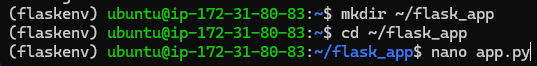 (flaskenv) ubuntu@ip-172-31-80-83:~$ mkdir ~/flask_app
(flaskenv) ubuntu@ip-172-31-80-83:~$ cd ~/flask_app
(flaskenv) ubuntu@ip-172-31-80-83:~/flask_app$ nano app.py